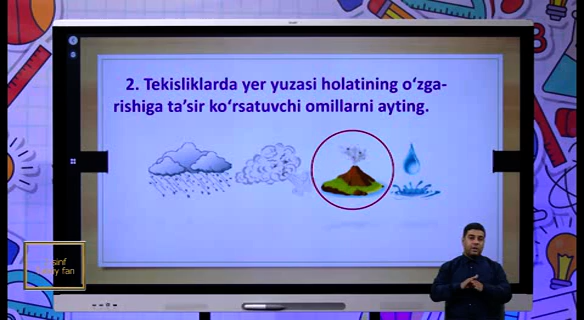 2. Tekisliklarda yer yuzasi holatining o‘zga-
rishiga ta’sir ko‘rsatuvchi omillarni ayting.
sinf
fan